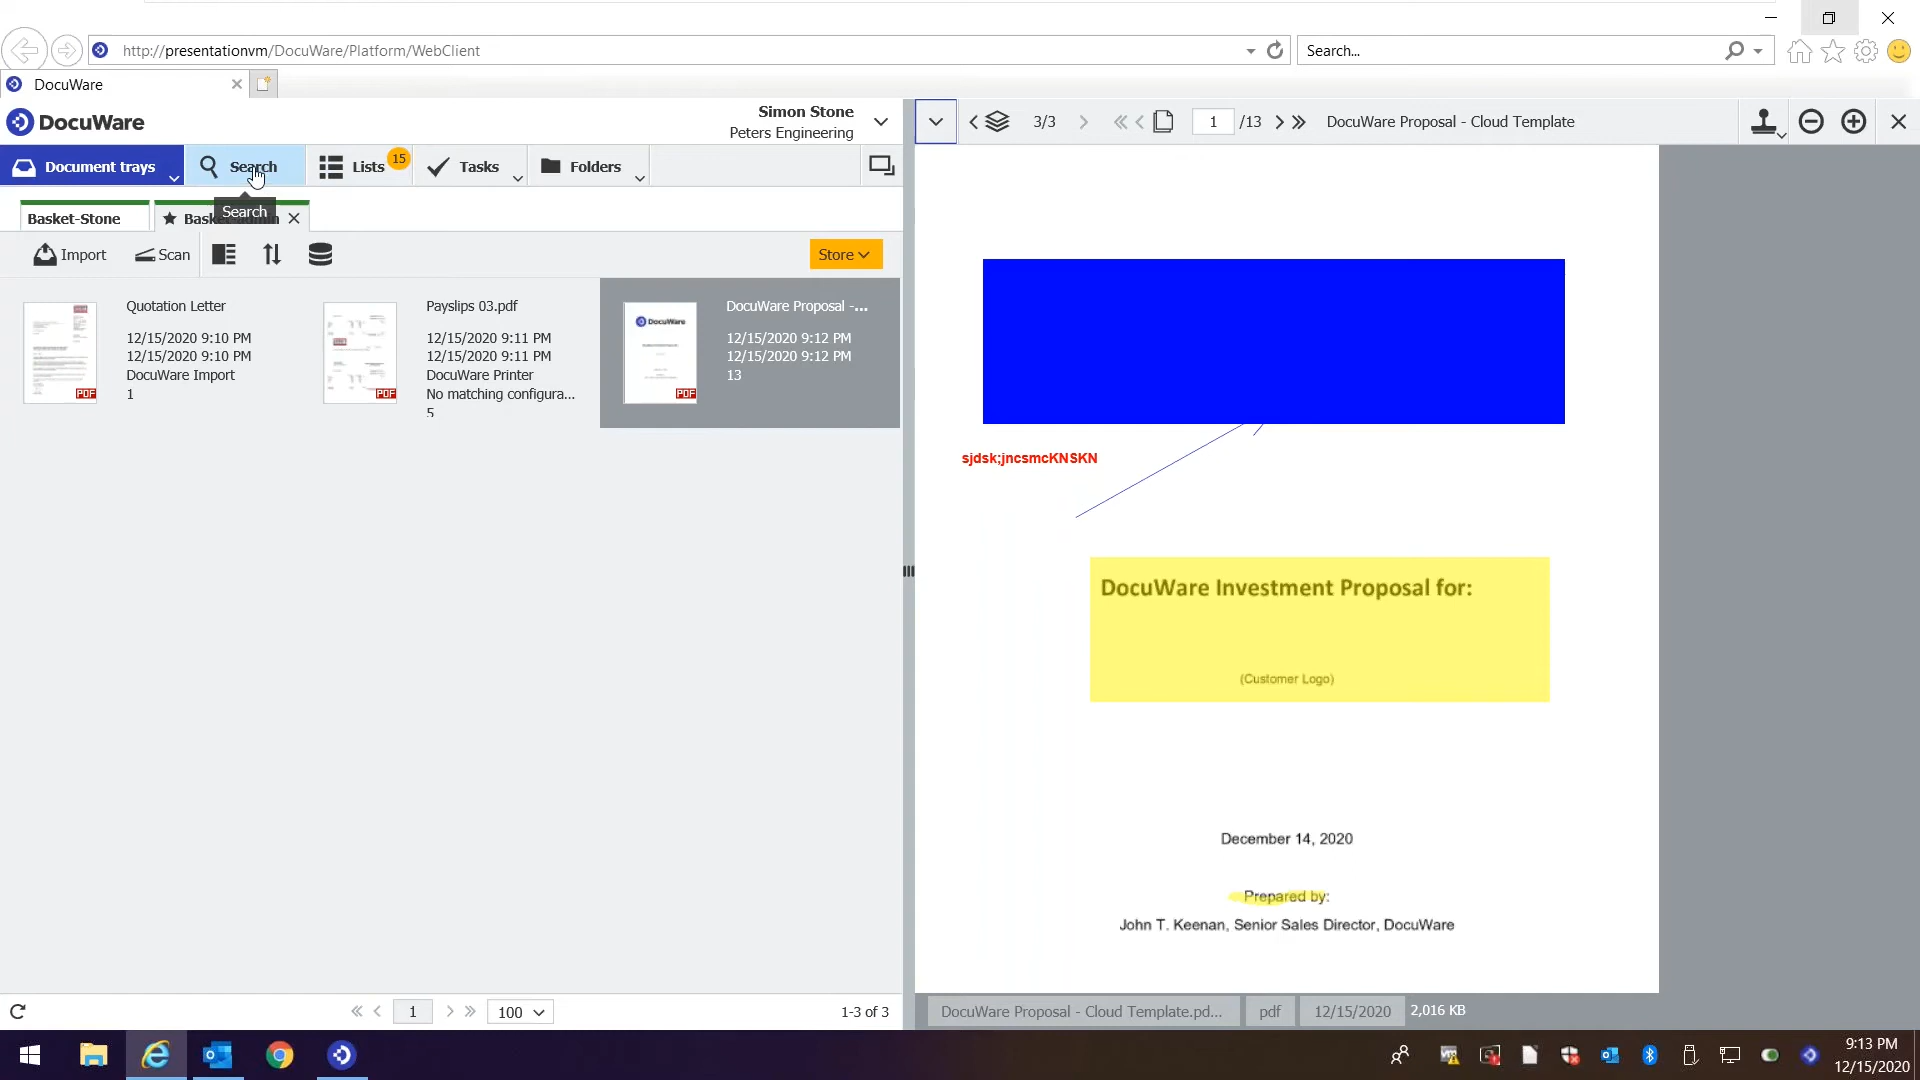 http://presentationvm/DocuWare/Platform/WebClient
Search...
DocuWare
DocuWare
Simon Stone
Peters Engineering
Document trays
Search
Lists
15
Tasks
Folders
Search
Basket-Stone
Import
Scan
Store
Quotation Letter
12/15/2020 9:10 PM
12/15/2020 9:10 PM
DocuWare Import
1
PDF
Payslips 03.pdf
12/15/2020 9:11 PM
12/15/2020 9:11 PM
DocuWare Printer
No matching configura...
5
PDF
DocuWare
DocuWare Proposal -...
12/15/2020 9:12 PM
12/15/2020 9:12 PM
13
PDF
1
100
1-3 of 3
3/3
1
/13
DocuWare Proposal - Cloud Template
sjdsk;jncsmcKNSKN
DocuWare Investment Proposal for:
(Customer Logo)
December 14, 2020
Prepared by:
John T. Keenan, Senior Sales Director, DocuWare
DocuWare Proposal - Cloud Template.pd...
pdf
12/15/2020
2,016 KB
9:13 PM
12/15/2020